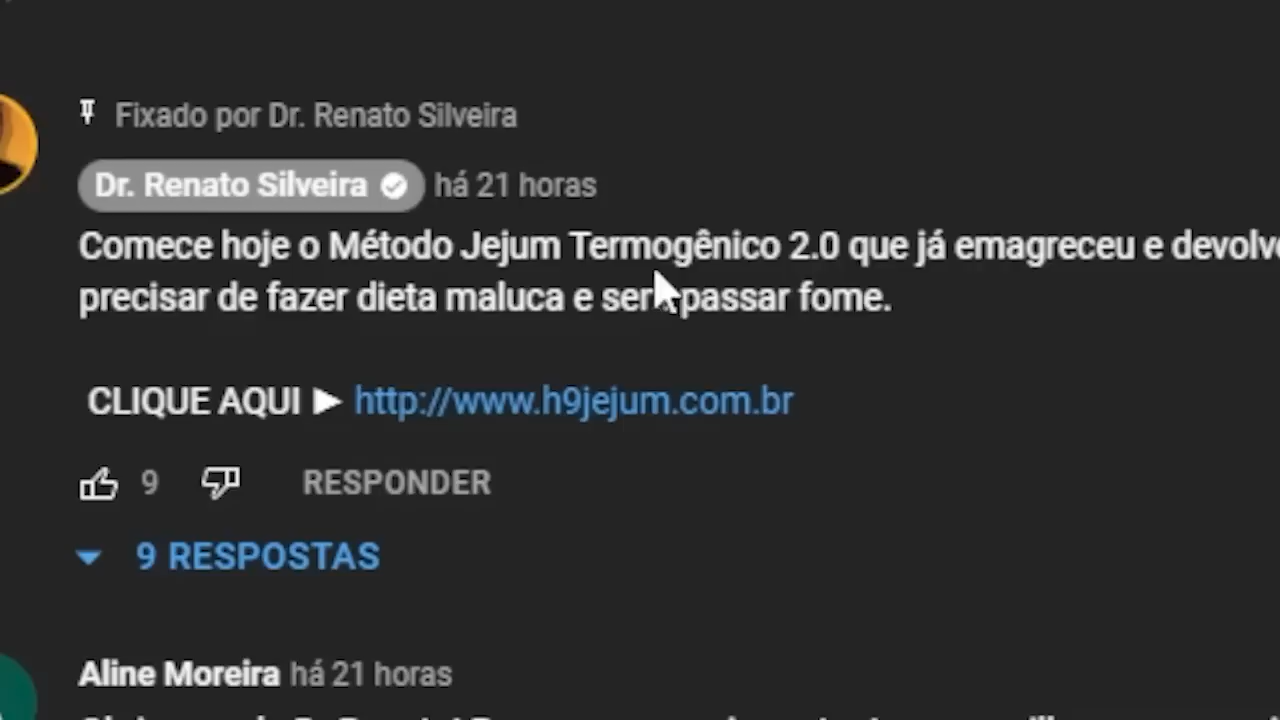 Fixado por Dr. Renato Silveira
Dr. Renato Silveira há 21 horas
Comece hoje o Método Jejum Termogênico 2.0 que já emagreceu e devolve
precisar de fazer dieta maluca e passar fome.
CLIQUE AQUI ► http://www.h9jejum.com.br
9 RESPONDER
9 RESPOSTAS
Aline Moreira há 21 horas